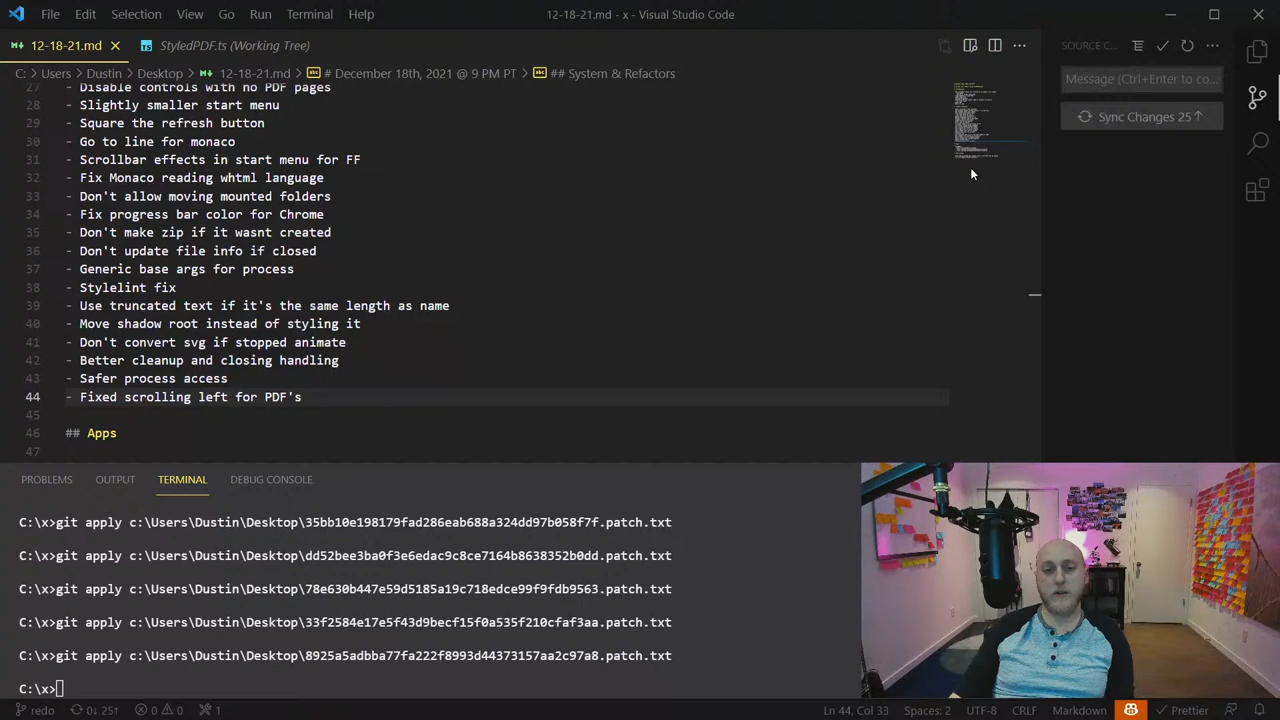 File Edit Selection View Go Run Terminal Help 12-18-21.md - x - Visual Studio Code
12-18-21.md StyledPDF.ts (Working Tree) SOURCE C...
C: > Users > Dustin > Desktop > 12-18-21.md > # December 18th, 2021 @ 9 PM PT > ## System & Refactors
Message (Ctrl+Enter to co...
Sync Changes 25↑
27 - Disable controls with no PDF pages
28 - Slightly smaller start menu
29 - Square the refresh button
30 - Go to line for monaco
31 - Scrollbar effects in start menu for FF
32 - Fix Monaco reading whtml language
33 - Don't allow moving mounted folders
34 - Fix progress bar color for Chrome
35 - Don't make zip if it wasnt created
36 - Don't update file info if closed
37 - Generic base args for process
38 - Stylelint fix
39 - Use truncated text if it's the same length as name
40 - Move shadow root instead of styling it
41 - Don't convert svg if stopped animate
42 - Better cleanup and closing handling
43 - Safer process access
44 - Fixed scrolling left for PDF's
45
46 ## Apps
47
PROBLEMS OUTPUT TERMINAL DEBUG CONSOLE
C:\x>git apply c:\Users\Dustin\Desktop\35bb10e198179fad286eab688a324dd97b058f7f.patch.txt
C:\x>git apply c:\Users\Dustin\Desktop\dd52bee3ba0f3e6edac9c8ce7164b8638352b0dd.patch.txt
C:\x>git apply c:\Users\Dustin\Desktop\78e630b447e59d5185a19c718edce99f9fdb9563.patch.txt
C:\x>git apply c:\Users\Dustin\Desktop\33f2584e17e5f43d9becf15f0a535f210cfaf3aa.patch.txt
C:\x>git apply c:\Users\Dustin\Desktop\8925a5edbba77fa222f8993d44373157aa2c97a8.patch.txt
C:\x>
redo 0↓ 25↑ 0 0 1 Ln 44, Col 33 Spaces: 2 UTF-8 CRLF Markdown Prettier